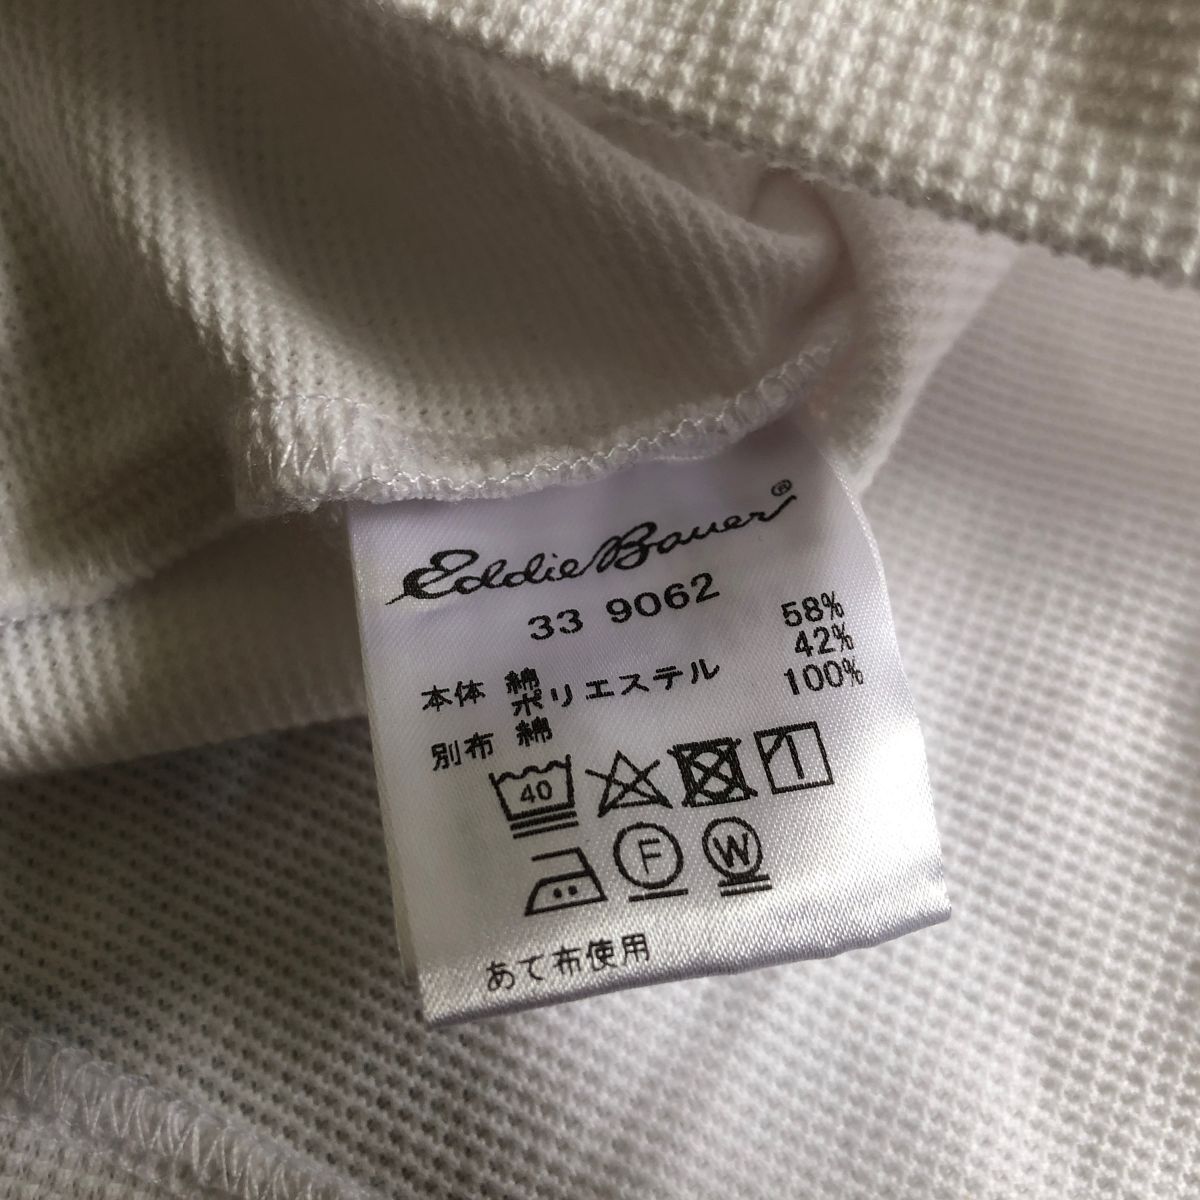 Eddie Bauer®
33 9062
本体 綿 58%
ポリエステル 42%
別布 綿 100%
40
F W
あて布使用